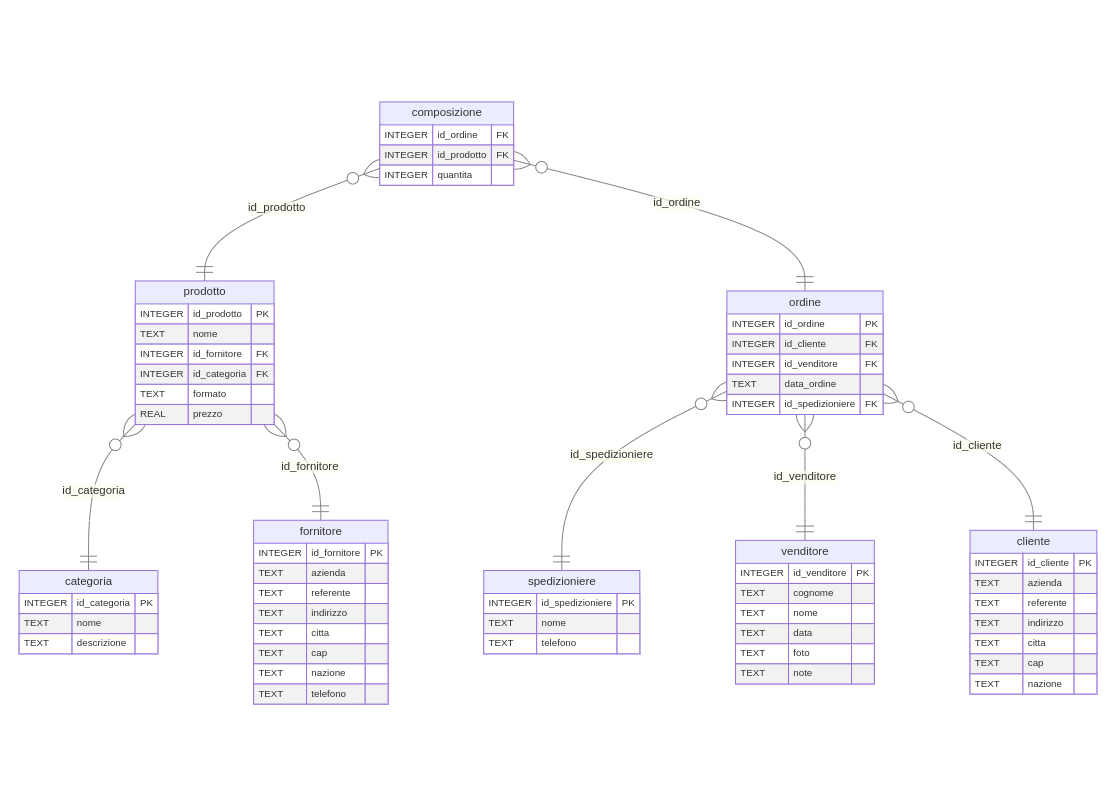 composizione
INTEGER id_ordine FK
INTEGER id_prodotto FK
INTEGER quantita
id_prodotto
id_ordine
prodotto
INTEGER id_prodotto PK
TEXT nome
INTEGER id_fornitore FK
INTEGER id_categoria FK
TEXT formato
REAL prezzo
ordine
INTEGER id_ordine PK
INTEGER id_cliente FK
INTEGER id_venditore FK
TEXT data_ordine
INTEGER id_spedizioniere FK
id_categoria
id_fornitore
id_spedizioniere
id_venditore
id_cliente
categoria
INTEGER id_categoria PK
TEXT nome
TEXT descrizione
fornitore
INTEGER id_fornitore PK
TEXT azienda
TEXT referente
TEXT indirizzo
TEXT citta
TEXT cap
TEXT nazione
TEXT telefono
spedizioniere
INTEGER id_spedizioniere PK
TEXT nome
TEXT telefono
venditore
INTEGER id_venditore PK
TEXT cognome
TEXT nome
TEXT data
TEXT foto
TEXT note
cliente
INTEGER id_cliente PK
TEXT azienda
TEXT referente
TEXT indirizzo
TEXT citta
TEXT cap
TEXT nazione